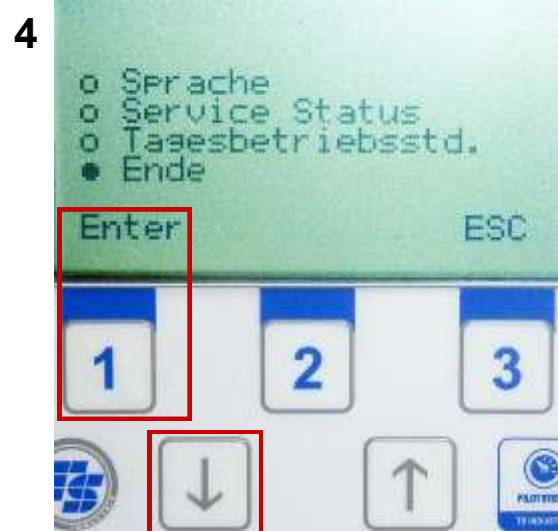 4
o Sprache
o Service Status
o Tagesbetriebsstd.
● Ende
Enter ESC
1 2 3
↓ ↑